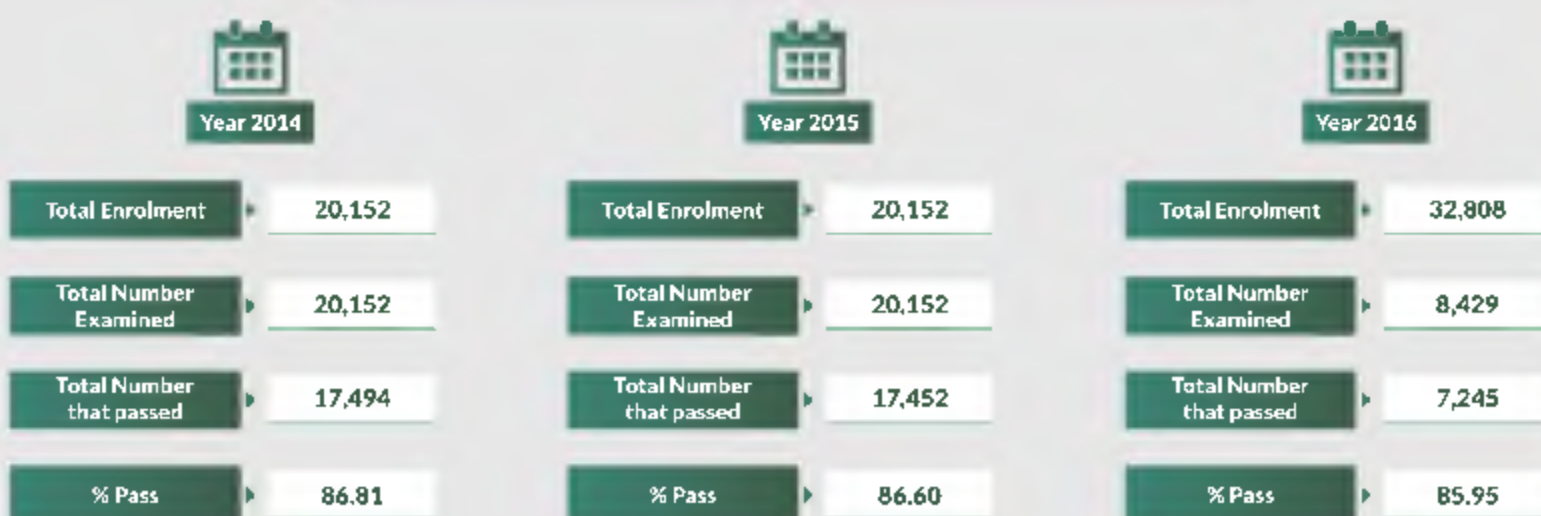 Year 2014
Total Enrolment
20,152
Total Number
Examined
20,152
Total Number
that passed
17,494
% Pass
86.81
Year 2015
Total Enrolment
20,152
Total Number
Examined
20,152
Total Number
that passed
17,452
% Pass
86.60
Year 2016
Total Enrolment
32,808
Total Number
Examined
8,429
Total Number
that passed
7,245
% Pass
85.95